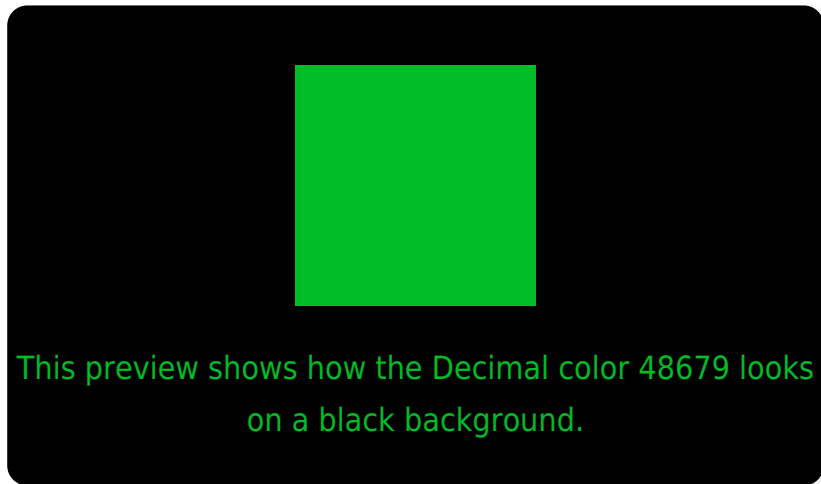 This preview shows how the Decimal color 48679 looks
on a black background.